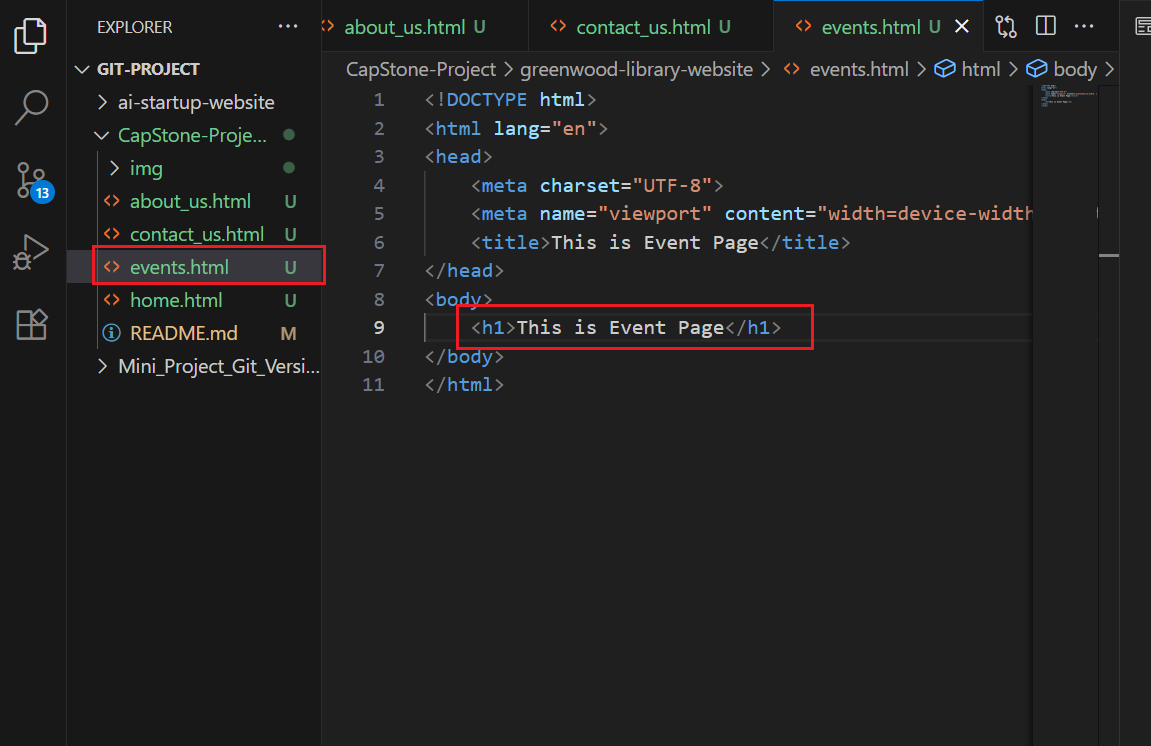 EXPLORER
GIT-PROJECT
ai-startup-website
CapStone-Proje...
img
about_us.html U
contact_us.html U
events.html U
home.html U
README.md M
Mini_Project_Git_Versi...
13
about_us.html U
contact_us.html U
events.html U
CapStone-Project > greenwood-library-website > events.html > html > body >
1 <!DOCTYPE html>
2 <html lang="en">
3 <head>
4 <meta charset="UTF-8">
5 <meta name="viewport" content="width=device-width
6 <title>This is Event Page</title>
7 </head>
8 <body>
9 <h1>This is Event Page</h1>
10 </body>
11 </html>